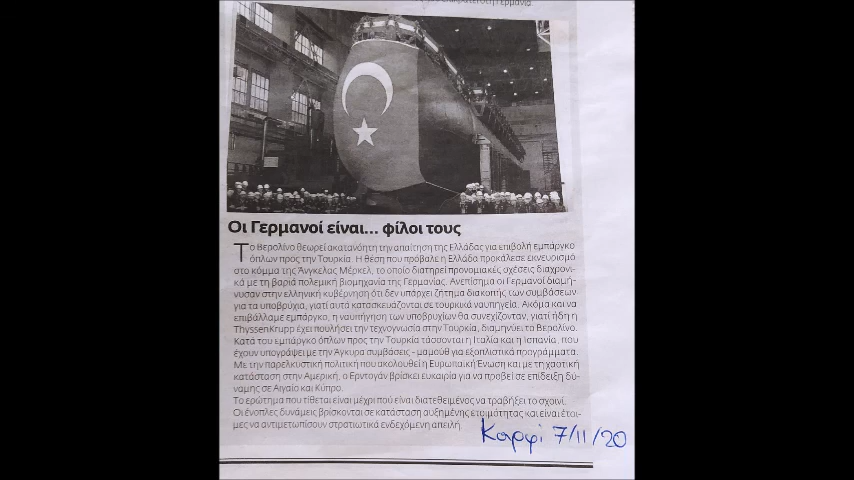 Οι Γερμανοί είναι... φίλοι τους
Το Βερολίνο θεωρεί ακατανόητη την απαίτηση της Ελλάδας για επιβολή εμπάργκο
όπλων προς την Τουρκία. Η θέση που πρόβαλε η Ελλάδα προκάλεσε εκνευρισμό
στο κόμμα της Άνγκελας Μέρκελ, το οποίο διατηρεί προνομιακές σχέσεις διαχρονι-
κά με τη βαριά πολεμική βιομηχανία της Γερμανίας. Ανεπίσημα οι Γερμανοί διαμή-
νυσαν στην ελληνική κυβέρνηση ότι δεν υπάρχει ζήτημα διακοπής των συμβάσεων
για τα υποβρύχια, γιατί αυτά κατασκευάζονται σε τουρκικά ναυπηγεία. Ακόμα και να
επιβάλλαμε εμπάργκο, η ναυπήγηση των υποβρυχίων θα συνεχίζονταν, γιατί ήδη η
ThyssenKrupp έχει πουλήσει την τεχνογνωσία στην Τουρκία, διαμηνύει το Βερολίνο.
Κατά του εμπάργκο όπλων προς την Τουρκία τάσσονται η Ιταλία και η Ισπανία, που
έχουν υπογράψει με την Άγκυρα συμβάσεις - μαμούθ για εξοπλιστικά προγράμματα.
Με την παρελκυστική πολιτική που ακολουθεί η Ευρωπαϊκή Ένωση και με τη χαοτική
κατάσταση στην Αμερική, ο Ερντογάν βρίσκει ευκαιρία για να προβεί σε επίδειξη δύ-
ναμης σε Αιγαίο και Κύπρο.
Το ερώτημα που τίθεται είναι μέχρι πού είναι διατεθειμένος να τραβήξει το σχοινί.
Οι ένοπλες δυνάμεις βρίσκονται σε κατάσταση αυξημένης ετοιμότητας και είναι έτοι-
μες να αντιμετωπίσουν στρατιωτικά ενδεχόμενη απειλή
Καρφί 7/11/20